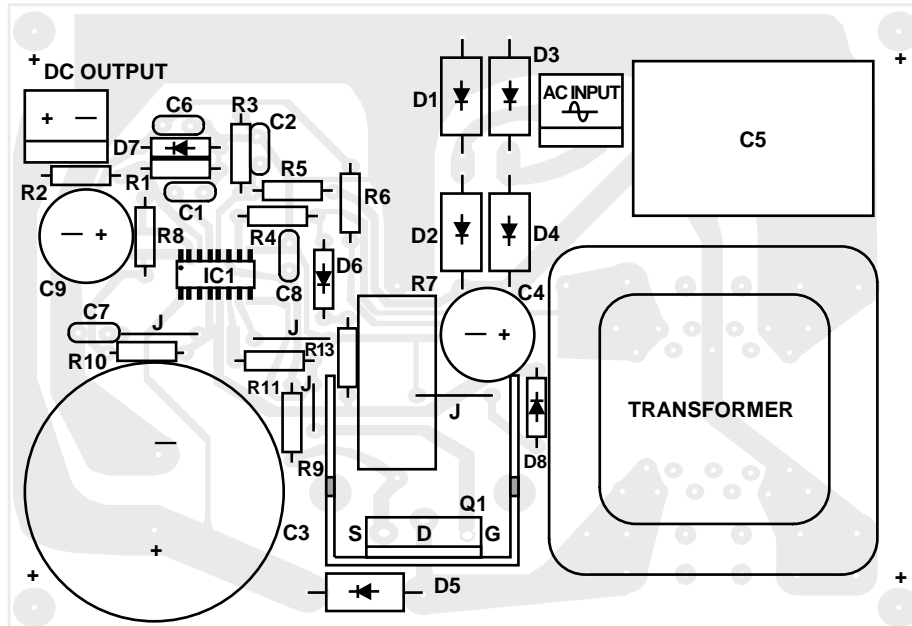 D3
DC OUTPUT
C6
R3
C2
D1
AC INPUT
C5
+ —
D7
R5
R2
R1
R6
C1
R4
D2
D4
— +
R8
D6
IC1
R7
C4
C9
C8
C7
J
J
— +
R10
R13
R11
J
J
TRANSFORMER
—
R9
D8
Q1
C3
S
D
G
+
D5
+
+
+
+